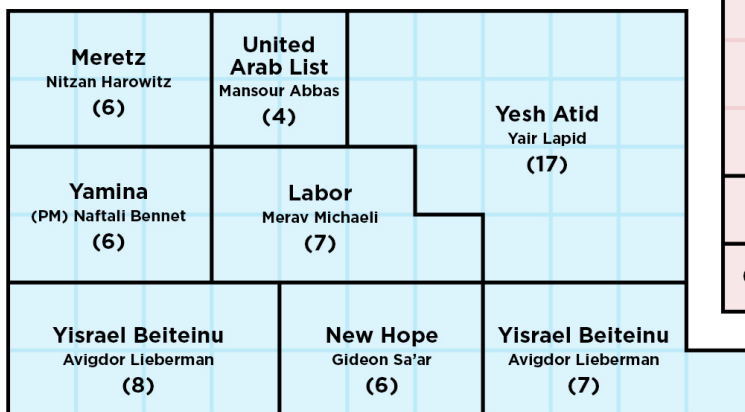 Meretz
Nitzan Harowitz
(6)
United
Arab List
Mansour Abbas
(4)
Yesh Atid
Yair Lapid
(17)
Yamina
(PM) Naftali Bennet
(6)
Labor
Merav Michaeli
(7)
Yisrael Beiteinu
Avigdor Lieberman
(8)
New Hope
Gideon Sa'ar
(6)
Yisrael Beiteinu
Avigdor Lieberman
(7)